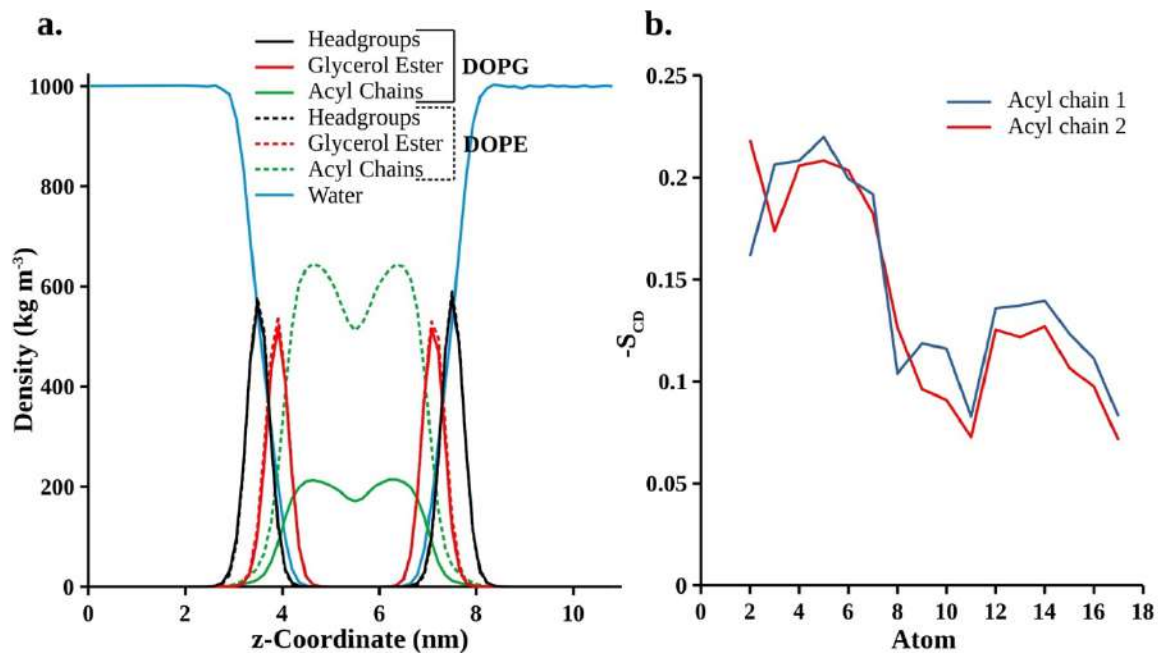 a.
Headgroups
Glycerol Ester
Acyl Chains
DOPG
Headgroups
Glycerol Ester
Acyl Chains
DOPE
Water
1000
800
600
400
200
0
Density (kg m⁻³)
0 2 4 6 8 10
z-Coordinate (nm)
b.
Acyl chain 1
Acyl chain 2
0.25
0.2
0.15
0.1
0.05
0
-S_CD
0 2 4 6 8 10 12 14 16 18
Atom